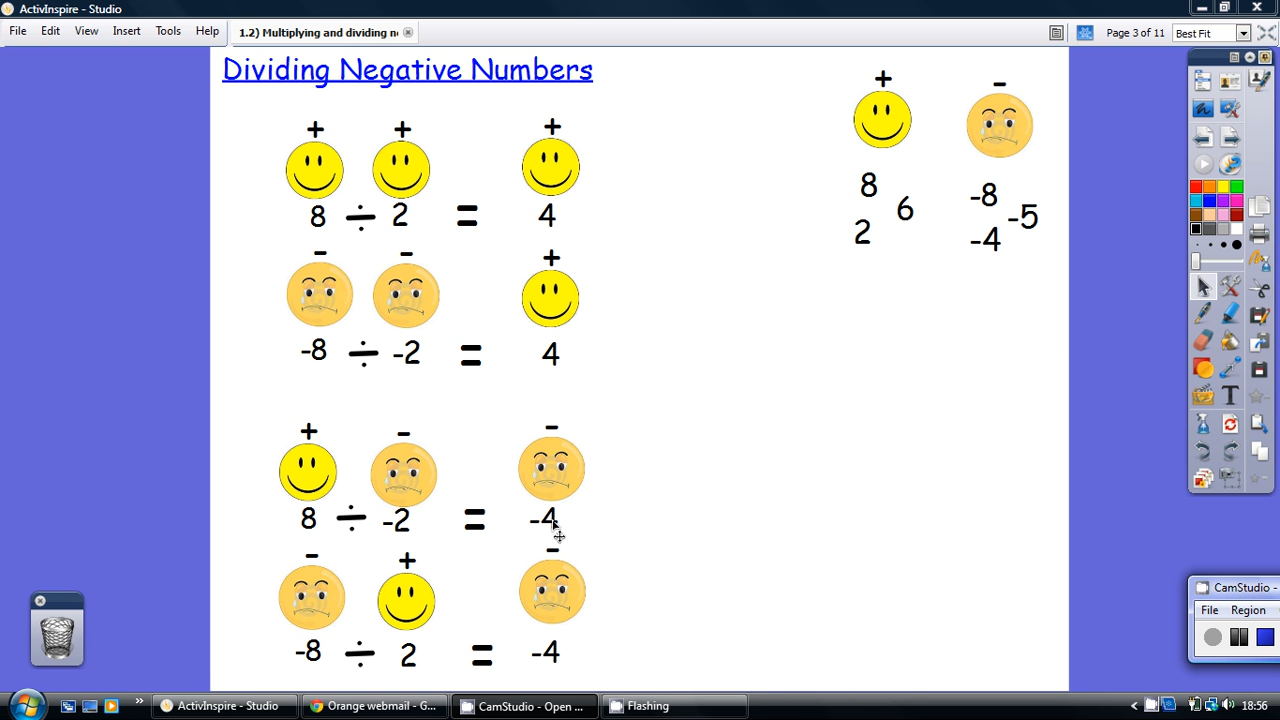 ActivInspire - Studio
File Edit View Insert Tools Help
1.2) Multiplying and dividing n
Page 3 of 11
Best Fit
Dividing Negative Numbers
+ + +
8 ÷ 2 = 4
- - +
-8 ÷ -2 = 4
+ - -
8 ÷ -2 = -4
- + -
-8 ÷ 2 = -4
+ -
8 -8
6 -5
2 -4
CamStudio -
File Region
» ActivInspire - Studio Orange webmail - G... CamStudio - Open ... Flashing
18:56